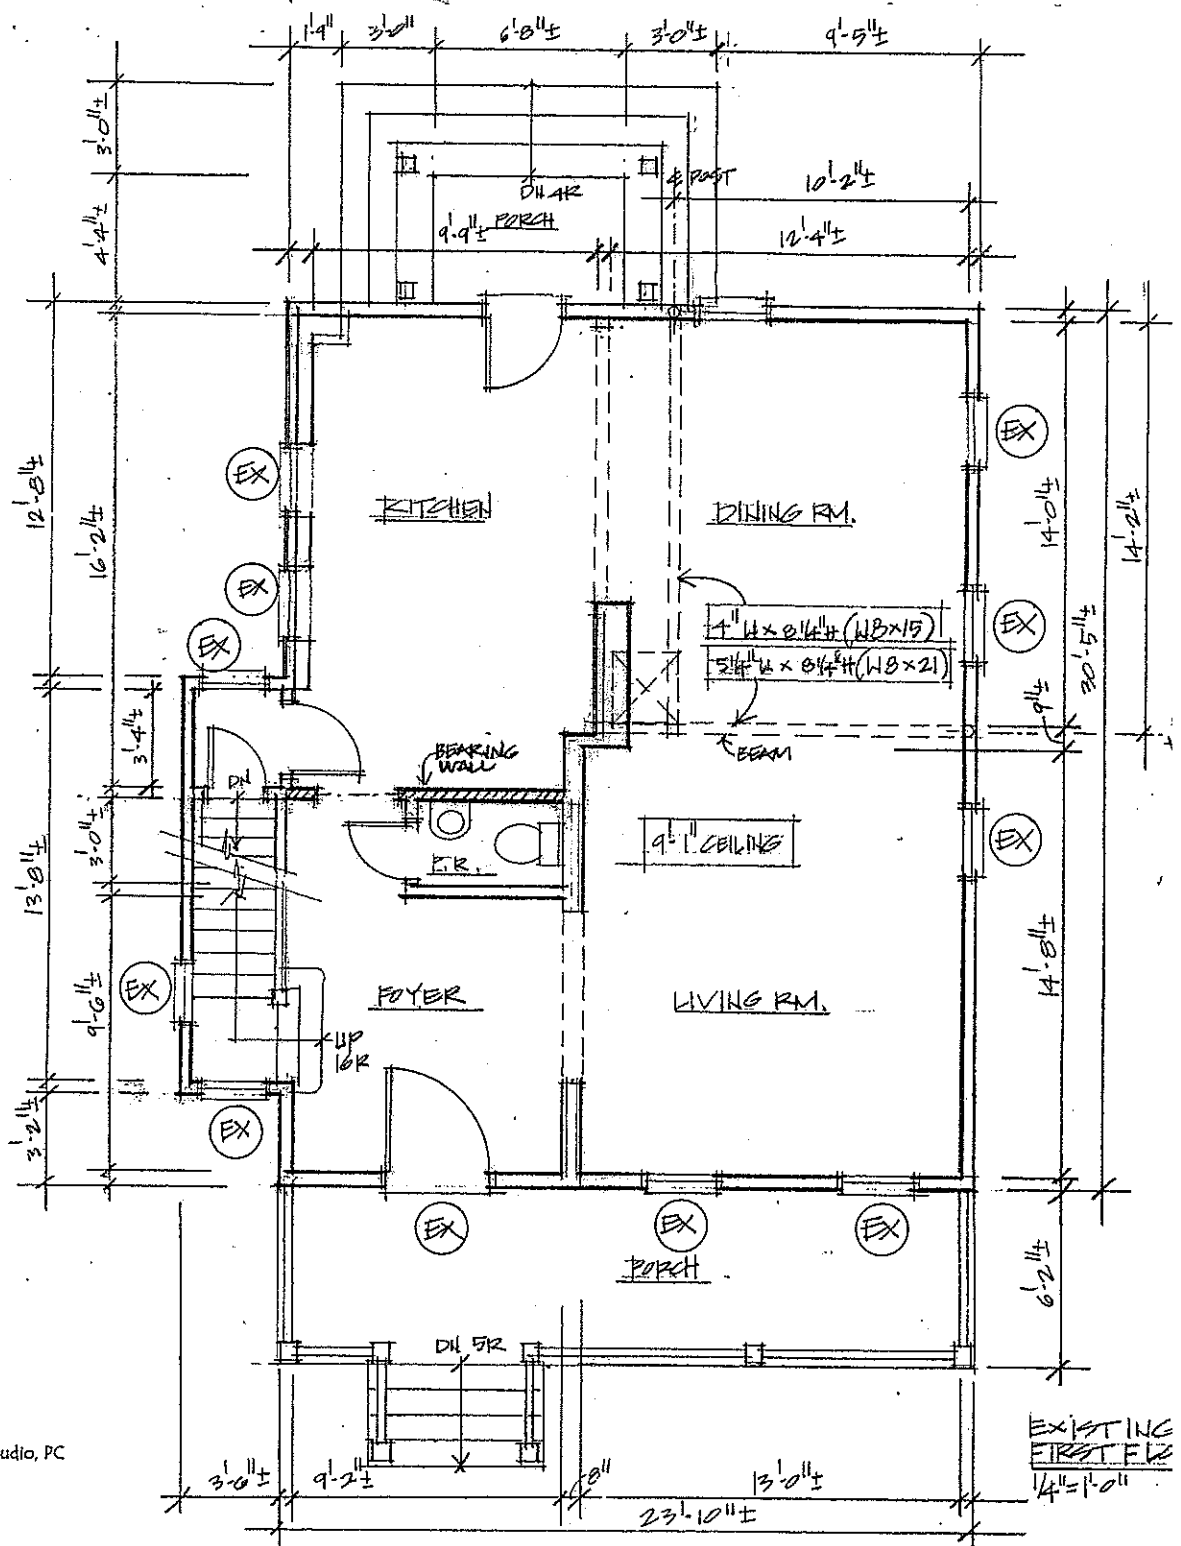 1'-9" 3'-0" 6'-8"± 3'-0"± 9'-5"±
3'-0"±
4'-4"±
DN 4R
PORCH
℄ POST
10'-2"±
9'-9"±
12'-4"±
12'-8"±
16'-2"±
EX
EX
EX
KITCHEN
DINING RM.
EX
EX
14'-0"±
14'-2"±
30'-5"±
9"±
4" W x 8 1/4" H (W8x15)
5 1/4" W x 8 1/4" H (W8x21)
BEAM
3'-4"±
BEARING
WALL
DN
13'-8"±
3'-0"±
P.R.
9'-1" CEILING
EX
14'-8"±
EX
9'-6"±
FOYER
LIVING RM.
UP
16R
3'-2"±
EX
EX
EX
EX
PORCH
6'-2"±
DN 5R
udio, PC
3'-6"± 9'-2"± 8" 13'-0"±
23'-10"±
EXISTING
FIRST FLO
1/4"=1'-0"